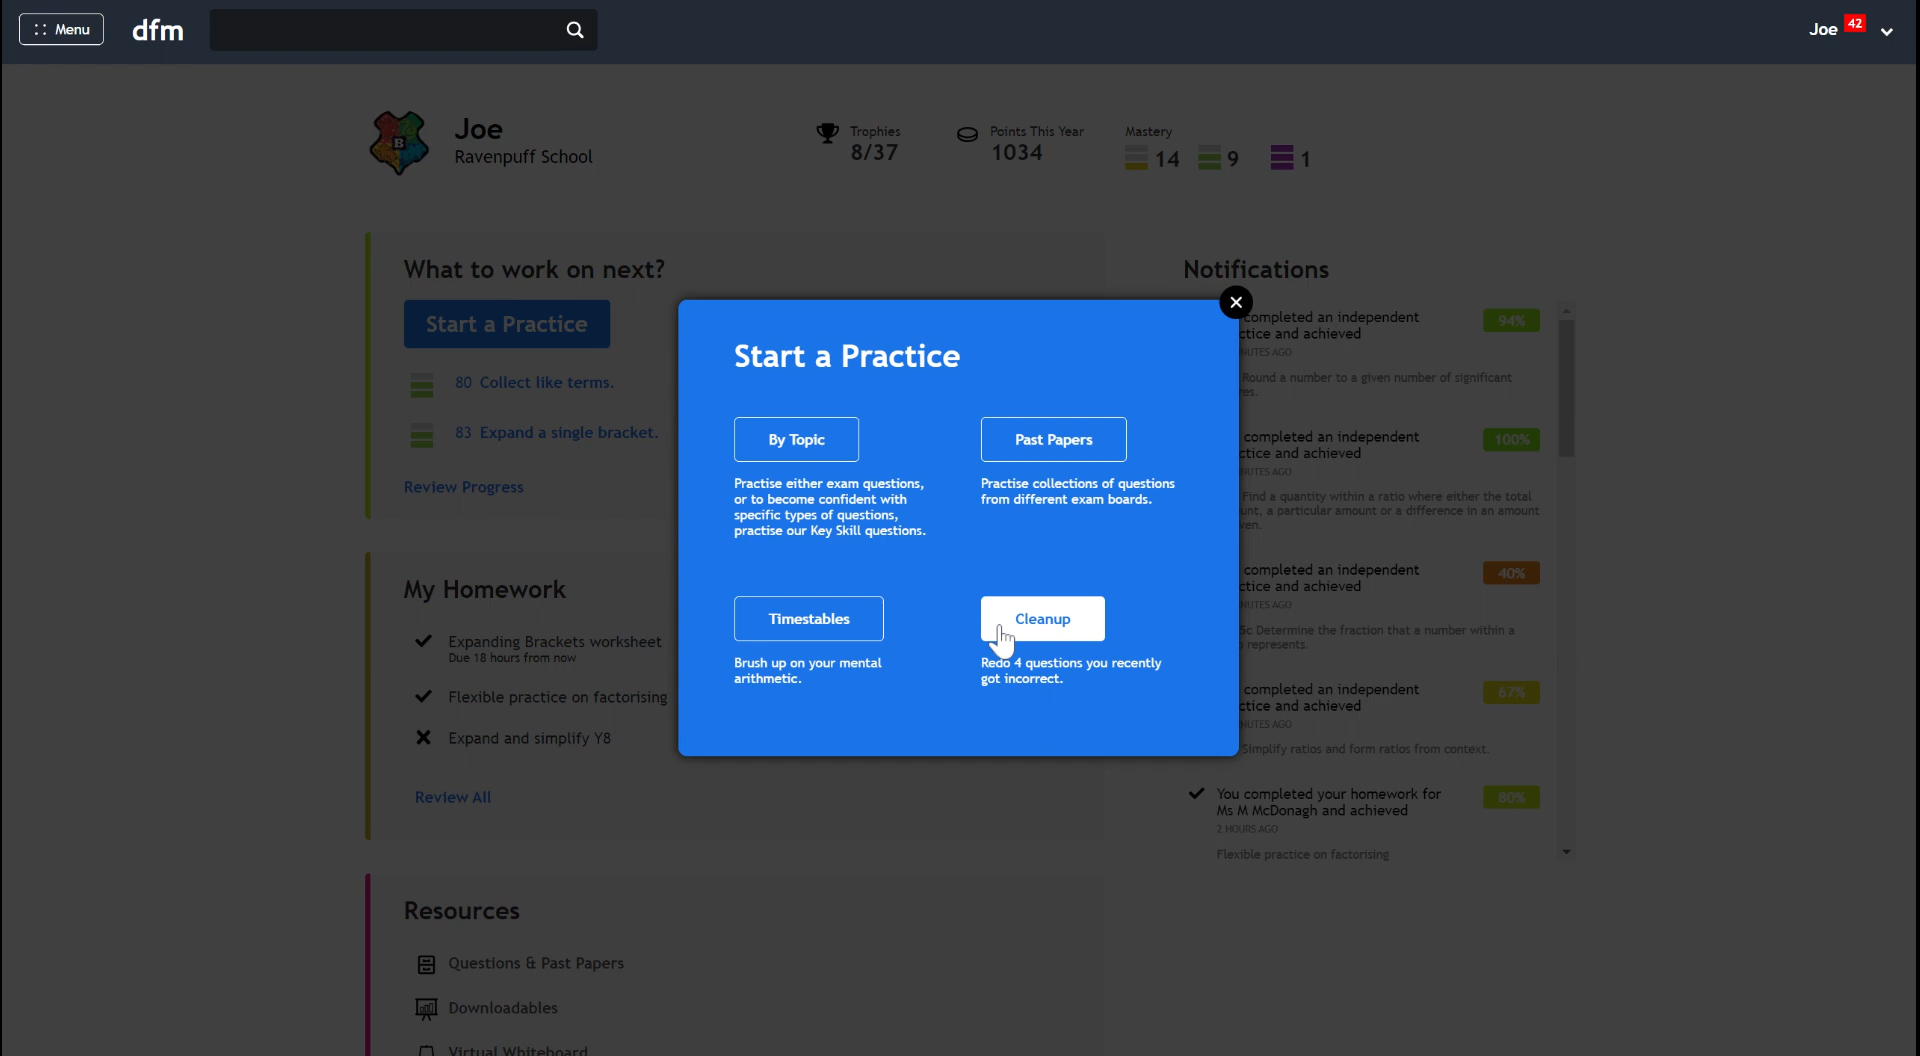 Menu
dfm
Joe 42
Joe
Ravenpuff School
B
Trophies
8/37
Points This Year
1034
Mastery
14 9 1
What to work on next?
Start a Practice
80 Collect like terms.
83 Expand a single bracket.
Review Progress
My Homework
Expanding Brackets worksheet
Due 18 hours from now
Flexible practice on factorising
Expand and simplify Y8
Review All
Resources
Questions & Past Papers
Downloadables
Virtual Whiteboard
Start a Practice
By Topic
Practise either exam questions,
or to become confident with
specific types of questions,
practise our Key Skill questions.
Past Papers
Practise collections of questions
from different exam boards.
Timestables
Brush up on your mental
arithmetic.
Cleanup
Redo 4 questions you recently
got incorrect.
Notifications
completed an independent
ctice and achieved
94%
NUTES AGO
Round a number to a given number of significant
res.
completed an independent
ctice and achieved
100%
NUTES AGO
Find a quantity within a ratio where either the total
unt, a particular amount or a difference in an amount
ven.
completed an independent
ctice and achieved
40%
NUTES AGO
5c Determine the fraction that a number within a
represents.
completed an independent
ctice and achieved
67%
NUTES AGO
Simplify ratios and form ratios from context.
You completed your homework for
Ms M McDonagh and achieved
80%
2 HOURS AGO
Flexible practice on factorising